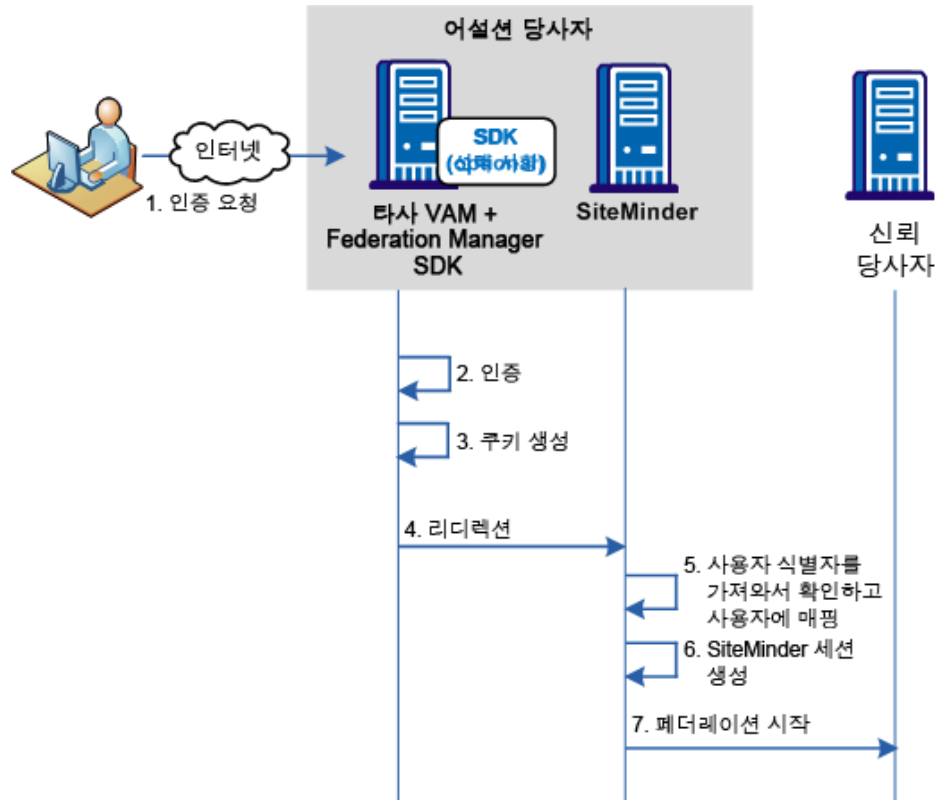 어설션 당사자
SDK
인터넷
1. 인증 요청
타사 VAM +
Federation Manager
SDK
SiteMinder
신뢰
당사자
2. 인증
3. 쿠키 생성
4. 리디렉션
5. 사용자 식별자를
가져와서 확인하고
사용자에 매핑
6. SiteMinder 세션
생성
7. 페더레이션 시작